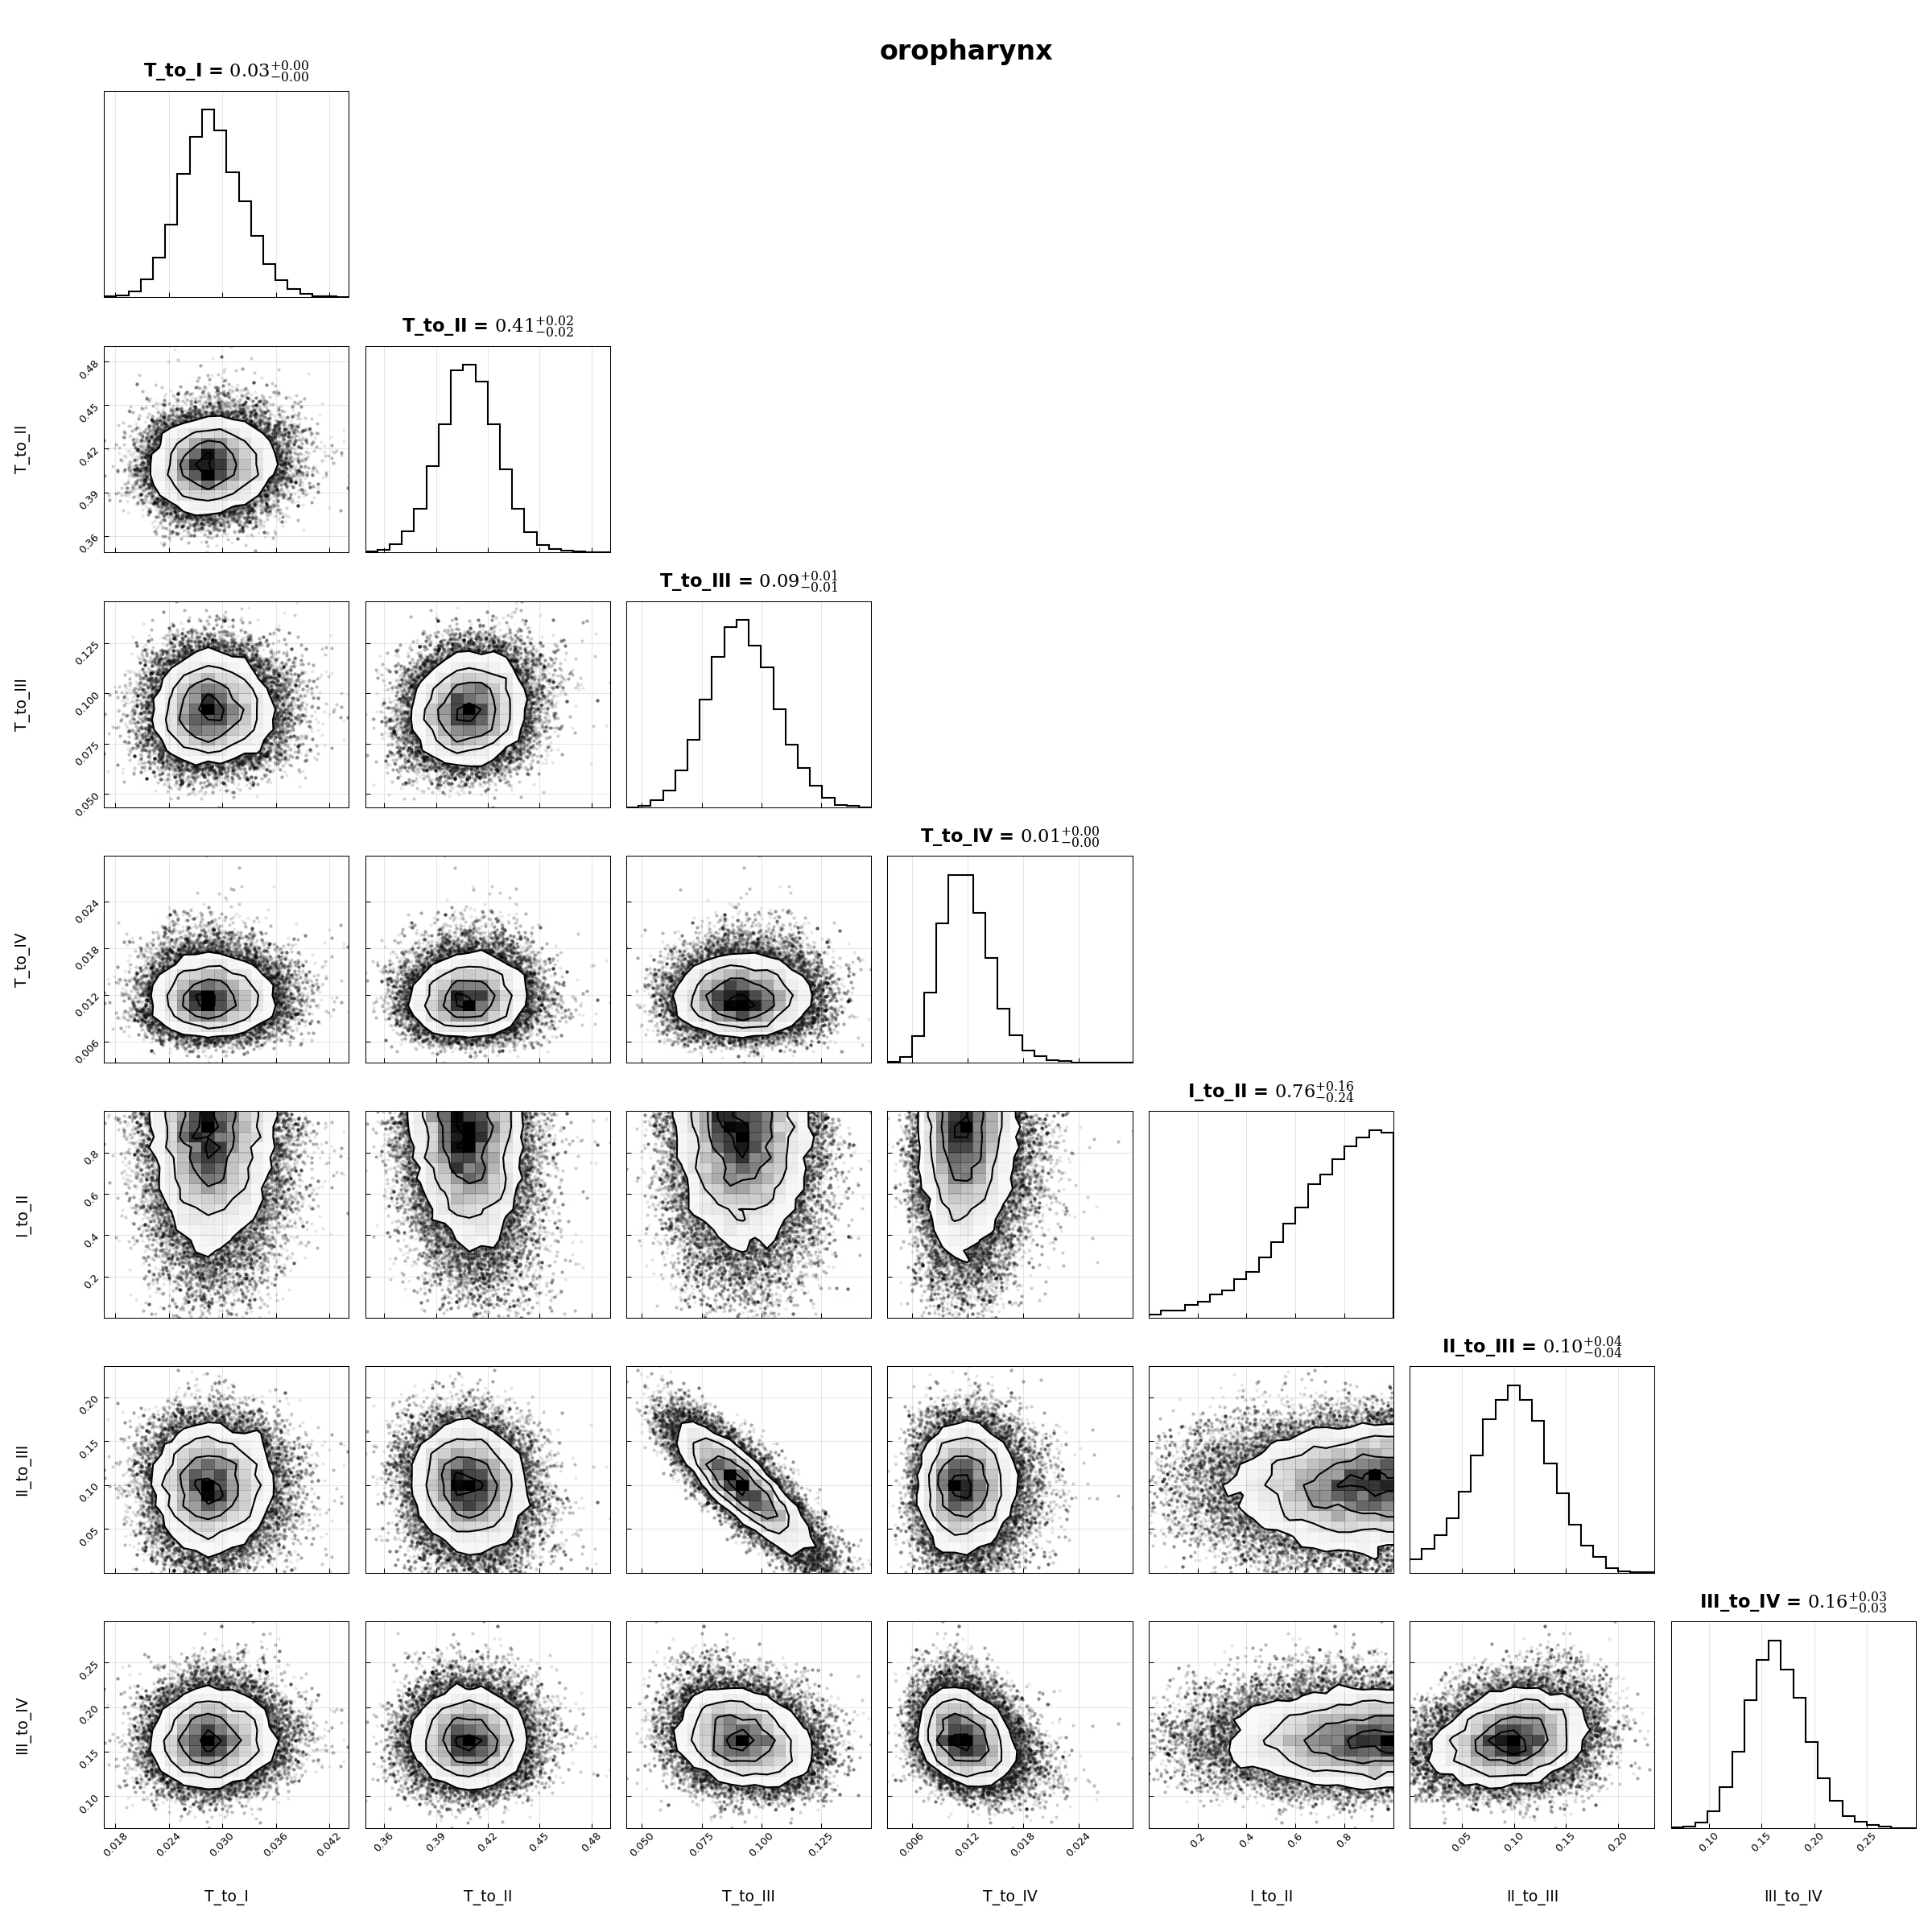 oropharynx
T_to_I = 0.03+0.00−0.00
T_to_II = 0.41+0.02−0.02
0.48
0.45
0.42
0.39
0.36
T_to_II
T_to_III = 0.09+0.01−0.01
0.125
0.100
0.075
0.050
T_to_III
T_to_IV = 0.01+0.00−0.00
0.024
0.018
0.012
0.006
T_to_IV
I_to_II = 0.76+0.16−0.24
0.8
0.6
0.4
0.2
I_to_II
II_to_III = 0.10+0.04−0.04
0.20
0.15
0.10
0.05
II_to_III
III_to_IV = 0.16+0.03−0.03
0.25
0.20
0.15
0.10
III_to_IV
0.018 0.024 0.030 0.036 0.042 0.36 0.39 0.42 0.45 0.48 0.050 0.075 0.100 0.125 0.006 0.012 0.018 0.024 0.2 0.4 0.6 0.8 0.05 0.10 0.15 0.20 0.10 0.15 0.20 0.25
T_to_I T_to_II T_to_III T_to_IV I_to_II II_to_III III_to_IV